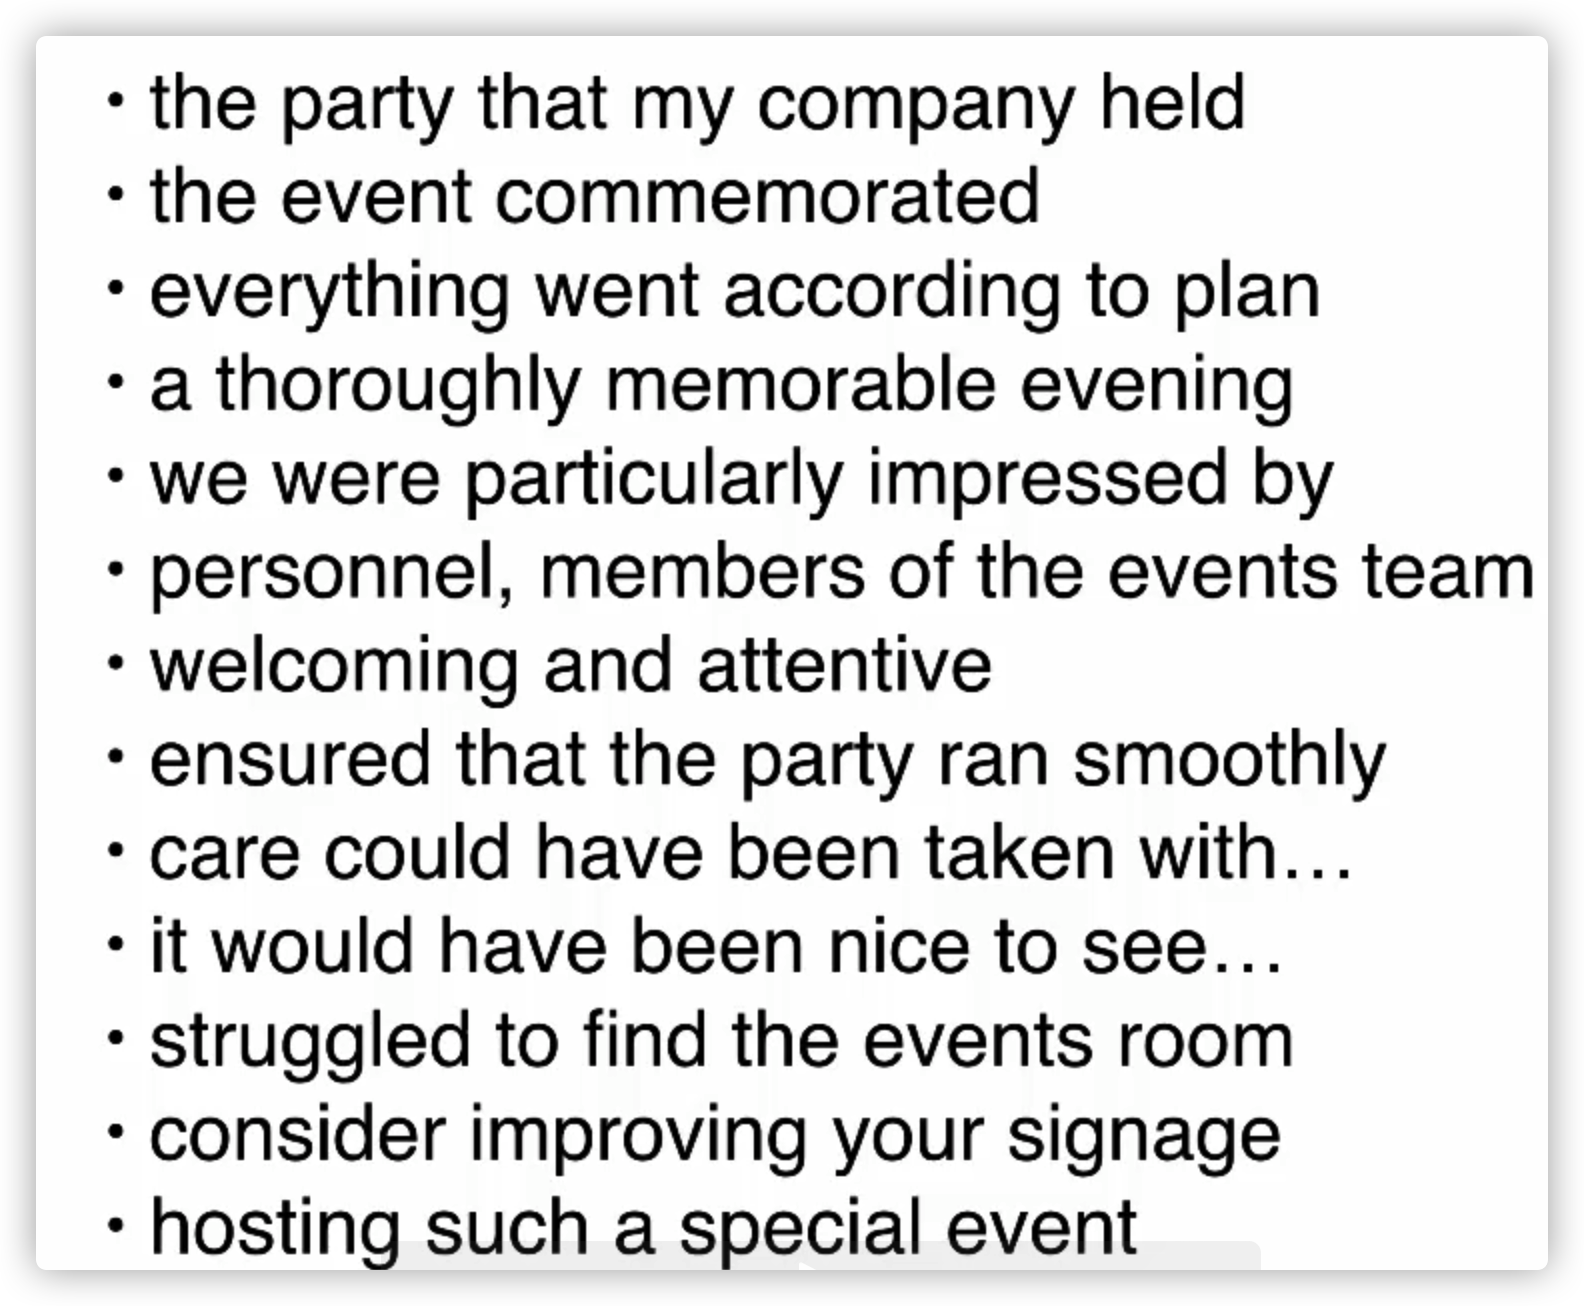 • the party that my company held
• the event commemorated
• everything went according to plan
• a thoroughly memorable evening
• we were particularly impressed by
• personnel, members of the events team
• welcoming and attentive
• ensured that the party ran smoothly
• care could have been taken with…
• it would have been nice to see…
• struggled to find the events room
• consider improving your signage
• hosting such a special event